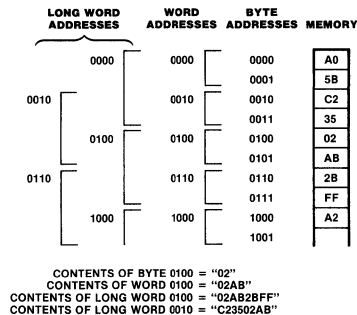 LONG WORD ADDRESSES WORD ADDRESSES BYTE ADDRESSES MEMORY
0000 0000 0000 A0
0001 5B
0010 0010 0010 C2
0011 35
0100 0100 0100 02
0101 AB
0110 0110 0110 2B
0111 FF
1000 1000 1000 A2
1001
CONTENTS OF BYTE 0100 = "02"
CONTENTS OF WORD 0100 = "02AB"
CONTENTS OF LONG WORD 0100 = "02AB2BFF"
CONTENTS OF LONG WORD 0010 = "C23502AB"